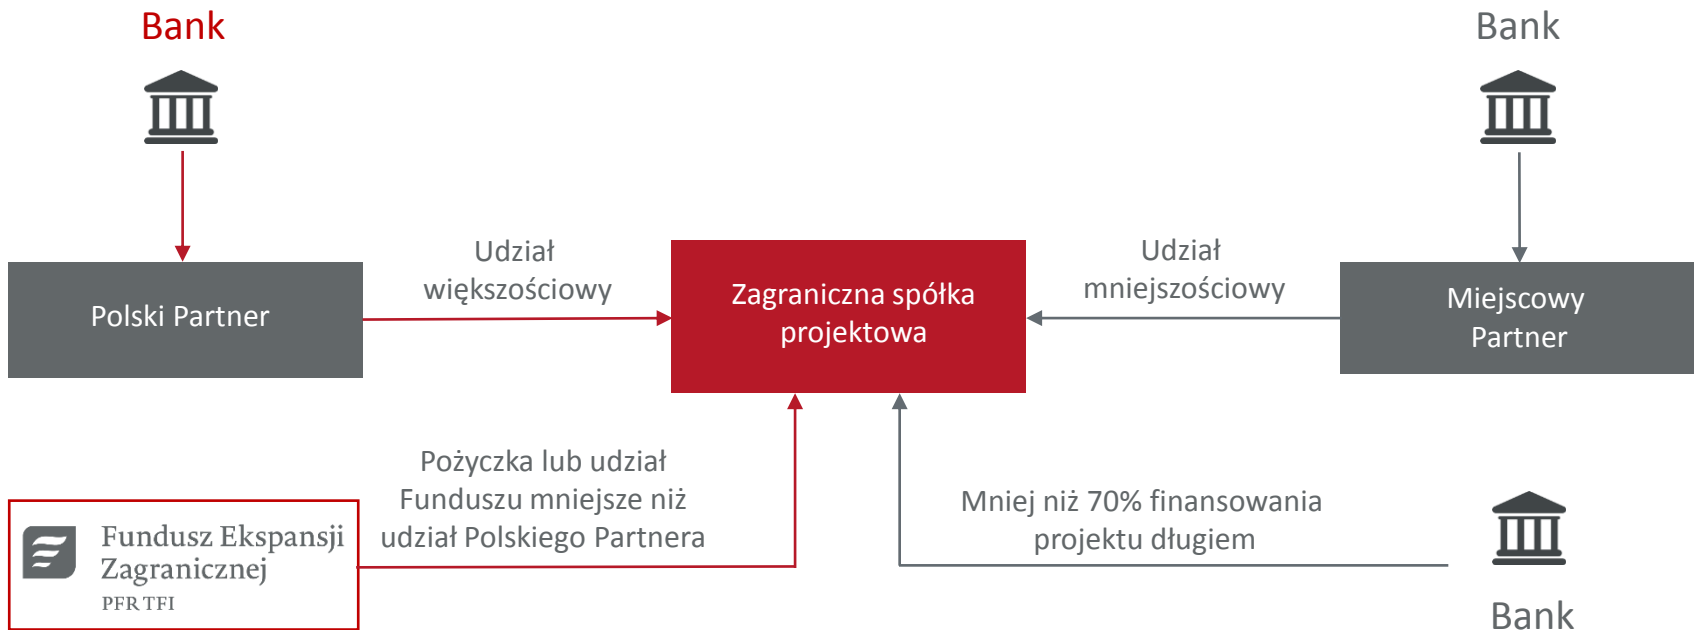 Bank
Bank
Polski Partner
Udział
większościowy
Zagraniczna spółka
projektowa
Udział
mniejszościowy
Miejscowy
Partner
Fundusz Ekspansji
Zagranicznej
PFR TFI
Pożyczka lub udział
Funduszu mniejsze niż
udział Polskiego Partnera
Mniej niż 70% finansowania
projektu długiem
Bank